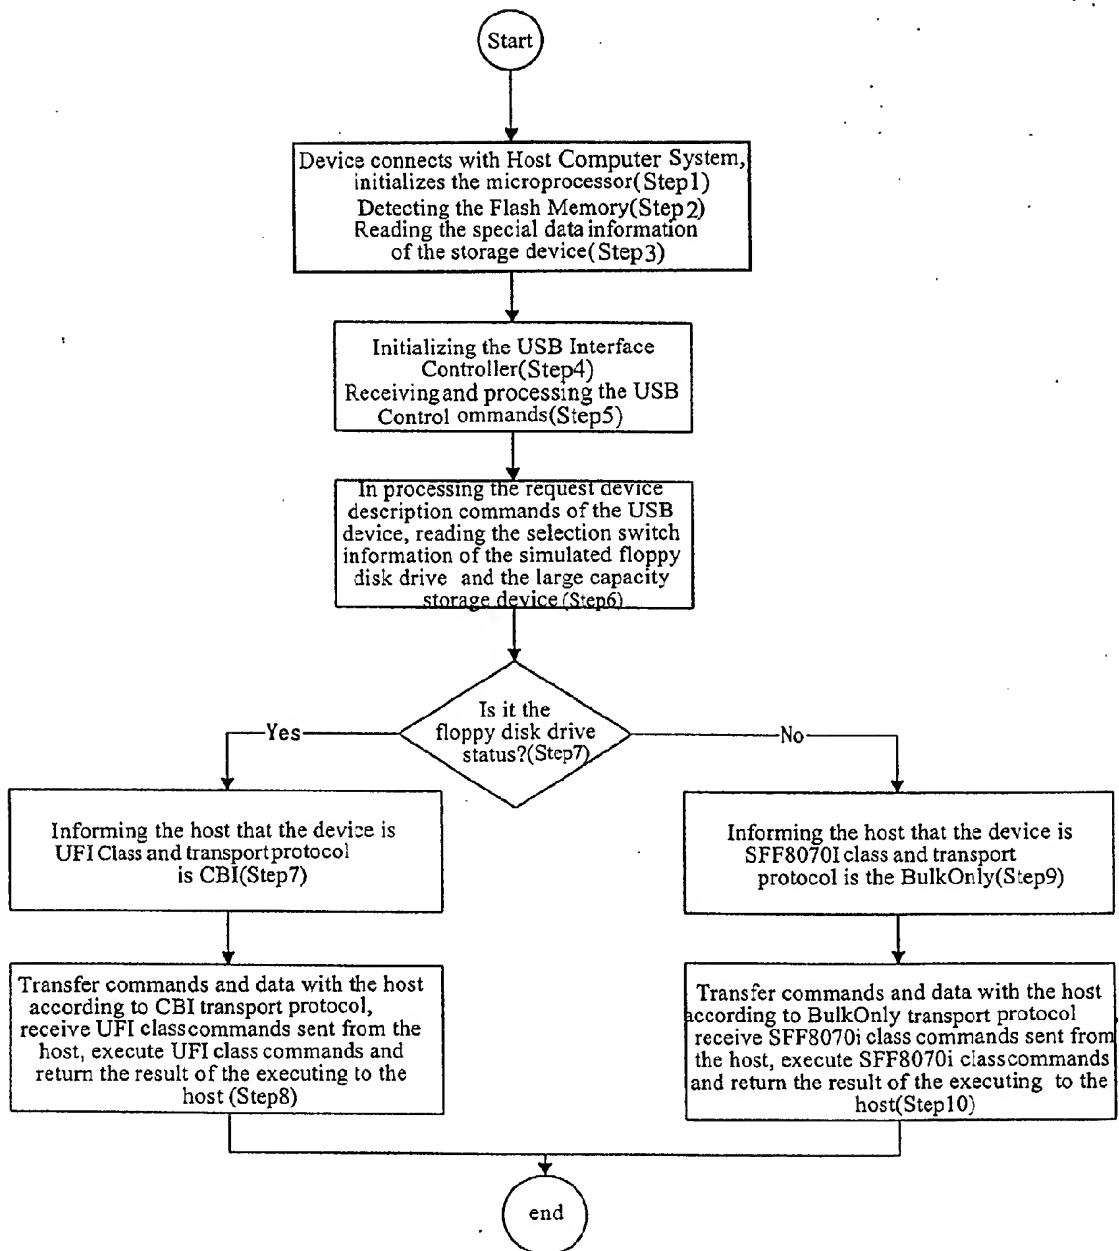 Start
Device connects with Host Computer System,
initializes the microprocessor(Step1)
Detecting the Flash Memory(Step2)
Reading the special data information
of the storage device(Step3)
Initializing the USB Interface
Controller(Step4)
Receiving and processing the USB
Control ommands(Step5)
In processing the request device
description commands of the USB
device, reading the selection switch
information of the simulated floppy
disk drive and the large capacity
storage device(Step6)
Is it the
floppy disk drive
status?(Step7)
Yes
No
Informing the host that the device is
UFI Class and transport protocol
is CBI(Step7)
Informing the host that the device is
SFF8070I class and transport
protocol is the BulkOnly(Step9)
Transfer commands and data with the host
according to CBI transport protocol,
receive UFI class commands sent from the
host, execute UFI class commands and
return the result of the executing to the
host (Step8)
Transfer commands and data with the host
according to BulkOnly transport protocol
receive SFF8070i class commands sent from
the host, execute SFF8070i class commands
and return the result of the executing to the
host(Step10)
end